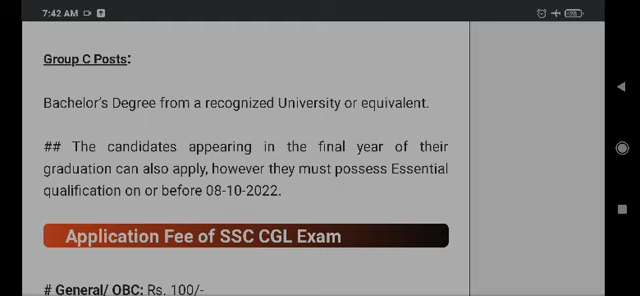 7:42 AM
28
Group C Posts:
Bachelor's Degree from a recognized University or equivalent.
## The candidates appearing in the final year of their
graduation can also apply, however they must possess Essential
qualification on or before 08-10-2022.
Application Fee of SSC CGL Exam
# General/ OBC: Rs. 100/-